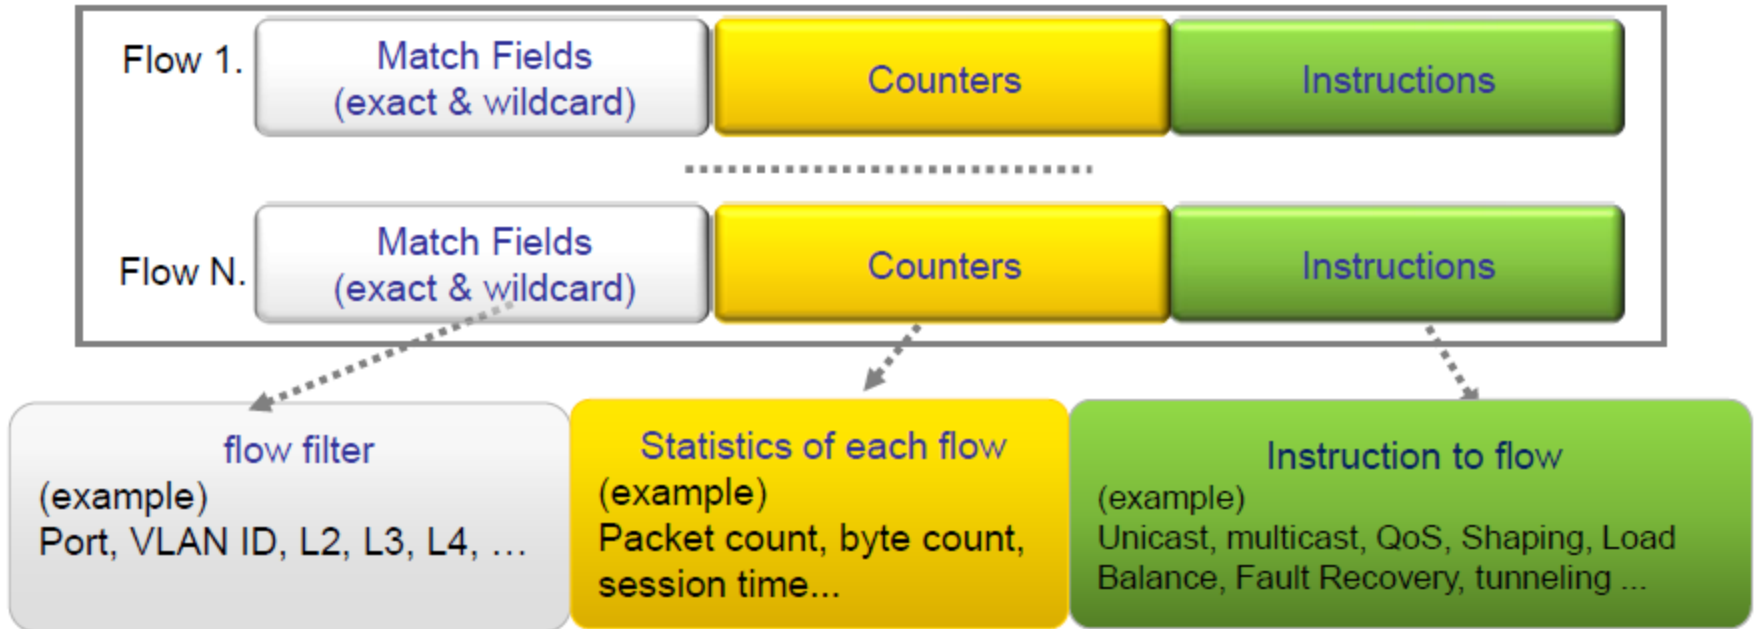 Flow 1.
Match Fields
(exact & wildcard)
Counters
Instructions
Flow N.
Match Fields
(exact & wildcard)
Counters
Instructions
flow filter
(example)
Port, VLAN ID, L2, L3, L4, ...
Statistics of each flow
(example)
Packet count, byte count,
session time...
Instruction to flow
(example)
Unicast, multicast, QoS, Shaping, Load
Balance, Fault Recovery, tunneling ...